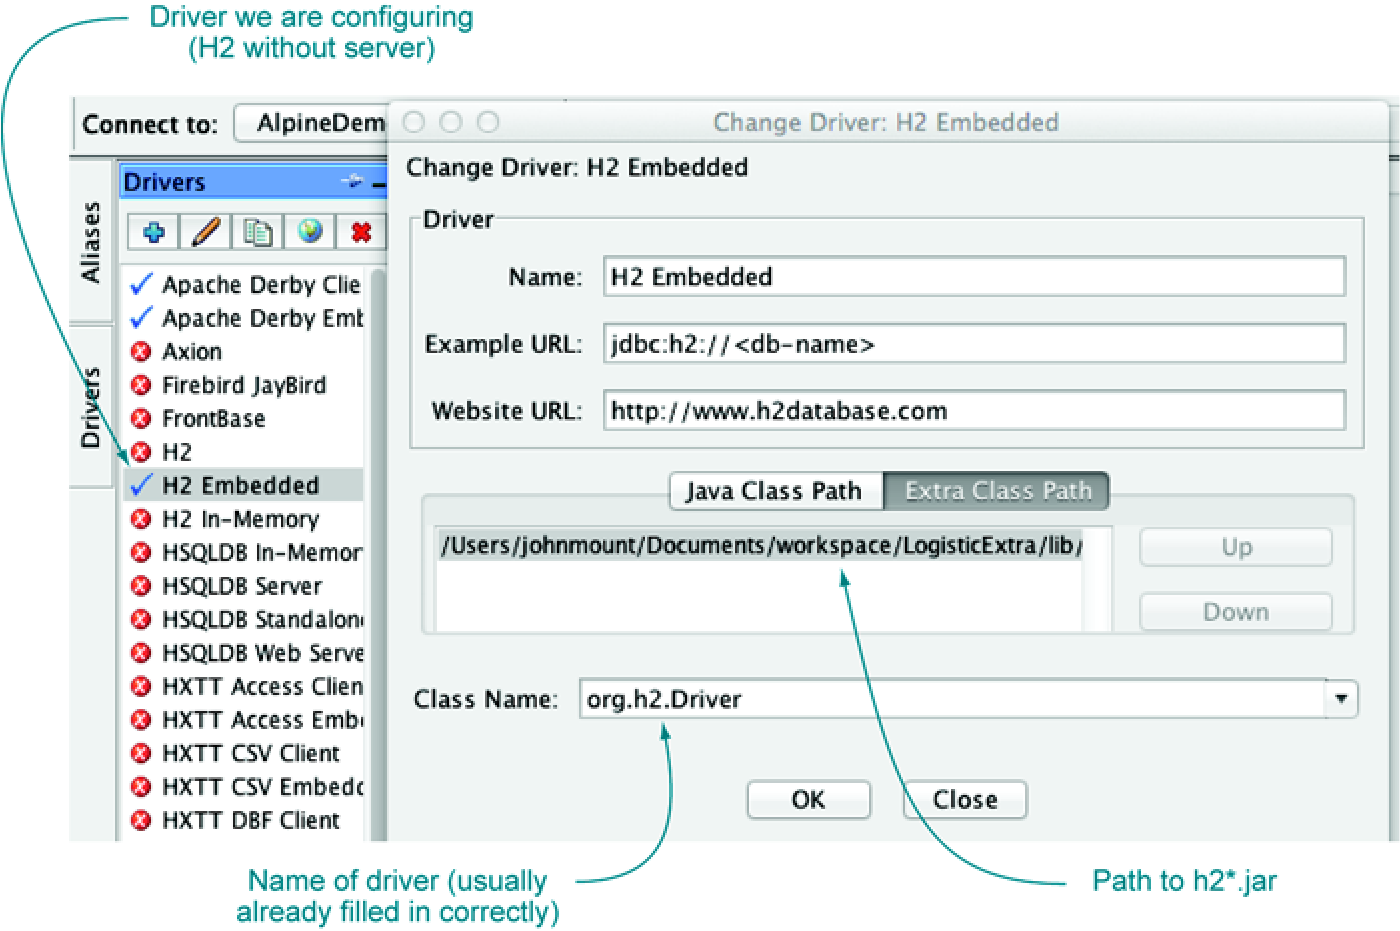 Driver we are configuring
(H2 without server)
Connect to:
AlpineDem
Change Driver: H2 Embedded
Change Driver: H2 Embedded
Aliases
Drivers
Drivers
Apache Derby Clie
Apache Derby Emb
Axion
Firebird JayBird
FrontBase
H2
H2 Embedded
H2 In-Memory
HSQLDB In-Memor
HSQLDB Server
HSQLDB Standalon
HSQLDB Web Serve
HXTT Access Clien
HXTT Access Emb
HXTT CSV Client
HXTT CSV Embedd
HXTT DBF Client
Driver
Name: H2 Embedded
Example URL: jdbc:h2://<db-name>
Website URL: http://www.h2database.com
Java Class Path
Extra Class Path
/Users/johnmount/Documents/workspace/LogisticExtra/lib/
Up
Down
Class Name: org.h2.Driver
OK
Close
Name of driver (usually
already filled in correctly)
Path to h2*.jar